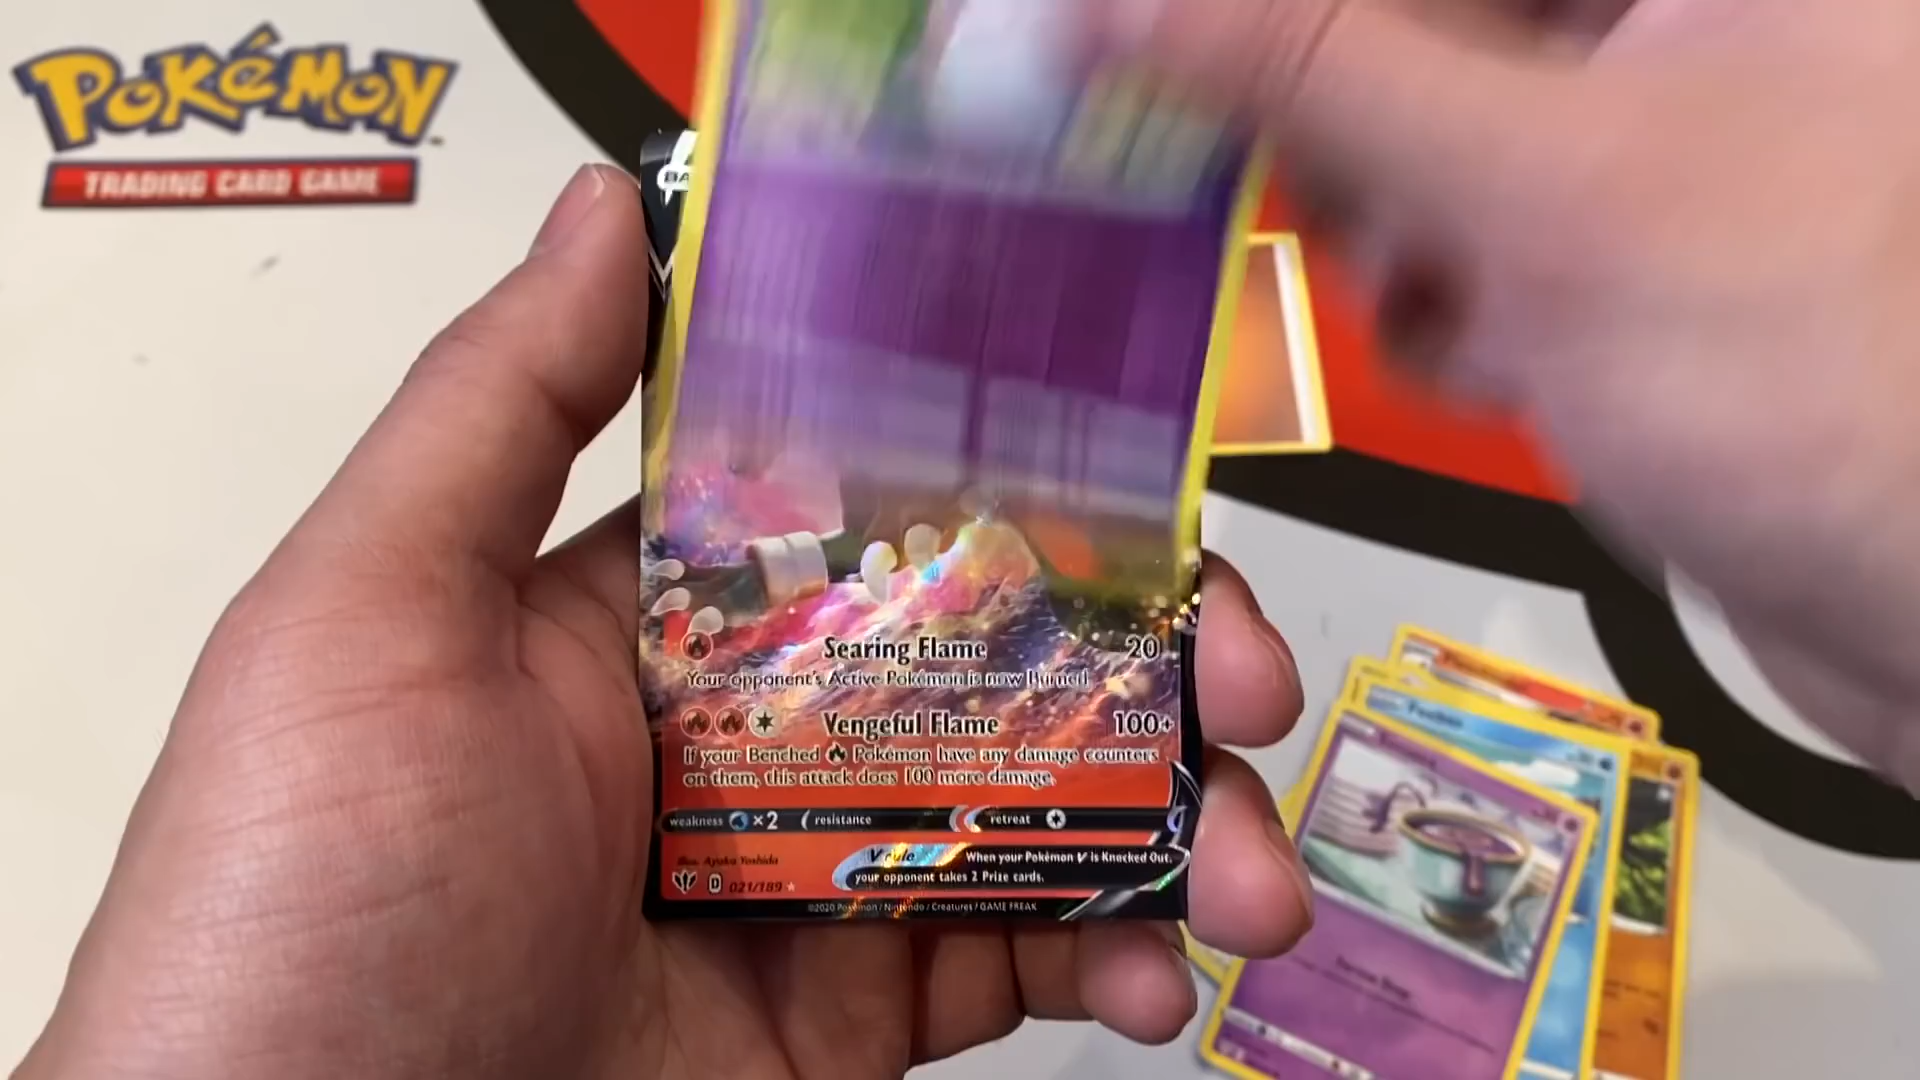 POKéMON
TRADING CARD GAME
BA
Searing Flame 20
Your opponent's Active Pokémon is now Burned.
Vengeful Flame 100+
If your Benched Pokémon have any damage counters
on them, this attack does 100 more damage.
weakness ×2 resistance retreat
Illus. Ayaka Yoshida
V rule When your Pokémon V is Knocked Out,
your opponent takes 2 Prize cards.
D 021/189
©2020 Pokémon / Nintendo / Creatures / GAME FREAK